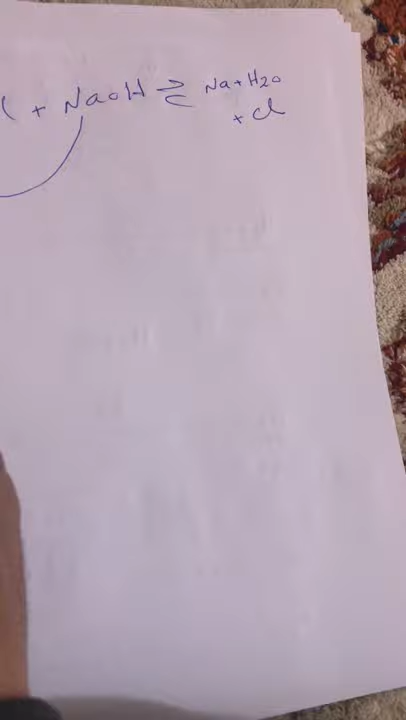 + NaOH ⇌ Na + H2O
+ Cl